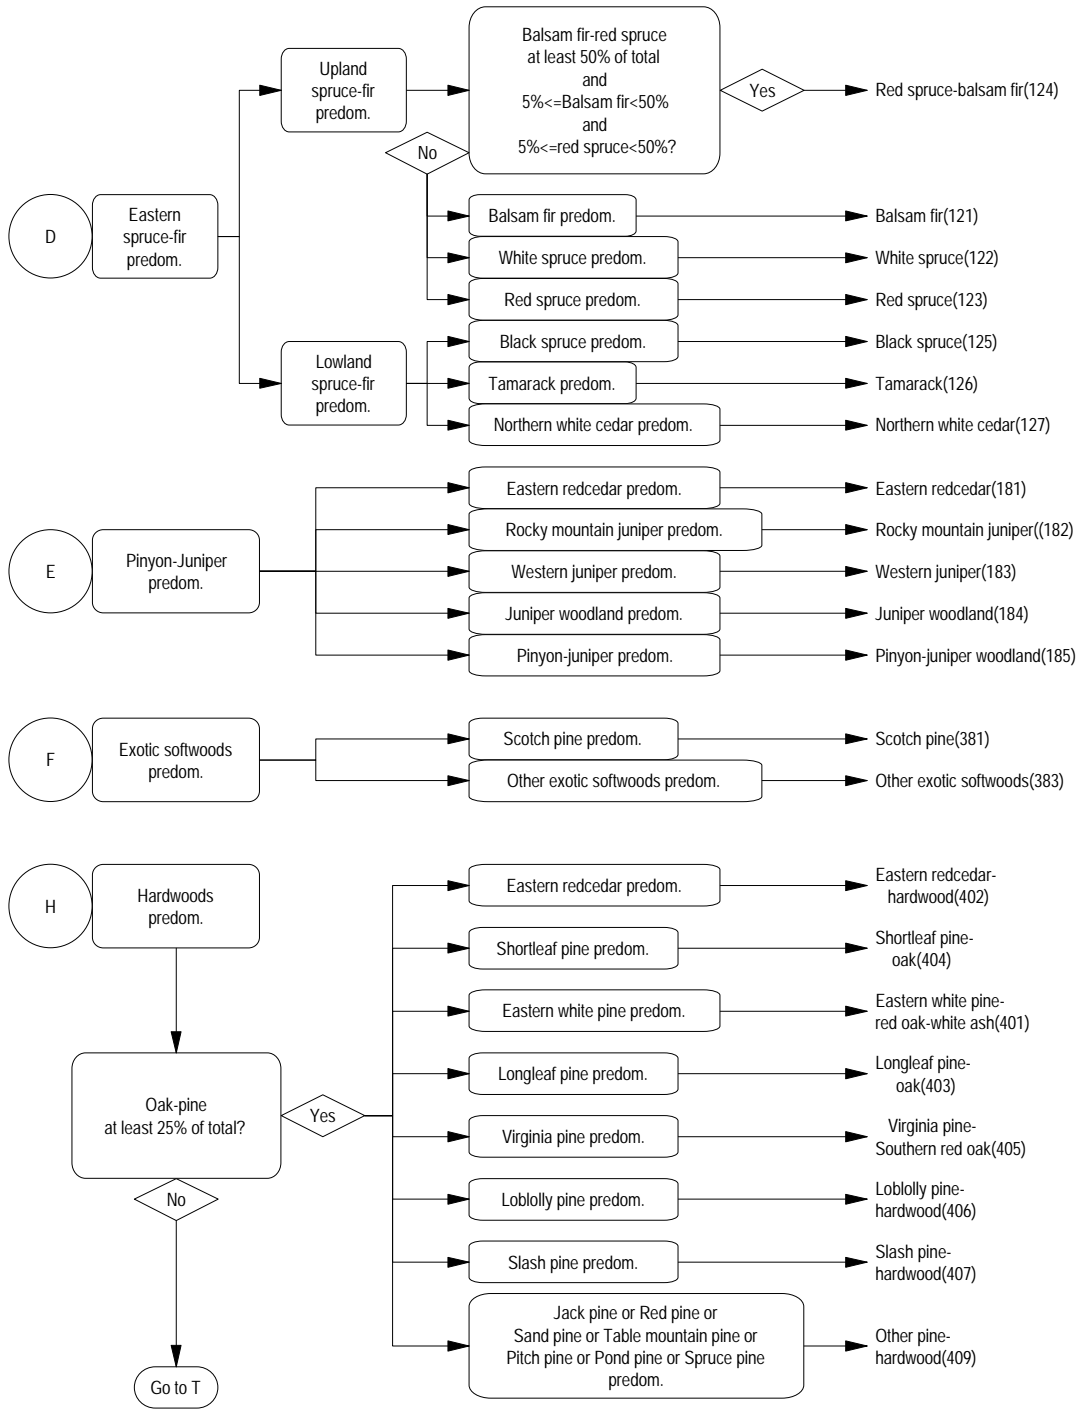 D
Eastern
spruce-fir
predom.
Upland
spruce-fir
predom.
Balsam fir-red spruce
at least 50% of total
and
5%<=Balsam fir<50%
and
5%<=red spruce<50%?
Yes
Red spruce-balsam fir(124)
No
Balsam fir predom.
Balsam fir(121)
White spruce predom.
White spruce(122)
Red spruce predom.
Red spruce(123)
Lowland
spruce-fir
predom.
Black spruce predom.
Black spruce(125)
Tamarack predom.
Tamarack(126)
Northern white cedar predom.
Northern white cedar(127)
E
Pinyon-Juniper
predom.
Eastern redcedar predom.
Eastern redcedar(181)
Rocky mountain juniper predom.
Rocky mountain juniper((182)
Western juniper predom.
Western juniper(183)
Juniper woodland predom.
Juniper woodland(184)
Pinyon-juniper predom.
Pinyon-juniper woodland(185)
F
Exotic softwoods
predom.
Scotch pine predom.
Scotch pine(381)
Other exotic softwoods predom.
Other exotic softwoods(383)
H
Hardwoods
predom.
Oak-pine
at least 25% of total?
Yes
No
Go to T
Eastern redcedar predom.
Eastern redcedar-
hardwood(402)
Shortleaf pine predom.
Shortleaf pine-
oak(404)
Eastern white pine predom.
Eastern white pine-
red oak-white ash(401)
Longleaf pine predom.
Longleaf pine-
oak(403)
Virginia pine predom.
Virginia pine-
Southern red oak(405)
Loblolly pine predom.
Loblolly pine-
hardwood(406)
Slash pine predom.
Slash pine-
hardwood(407)
Jack pine or Red pine or
Sand pine or Table mountain pine or
Pitch pine or Pond pine or Spruce pine
predom.
Other pine-
hardwood(409)